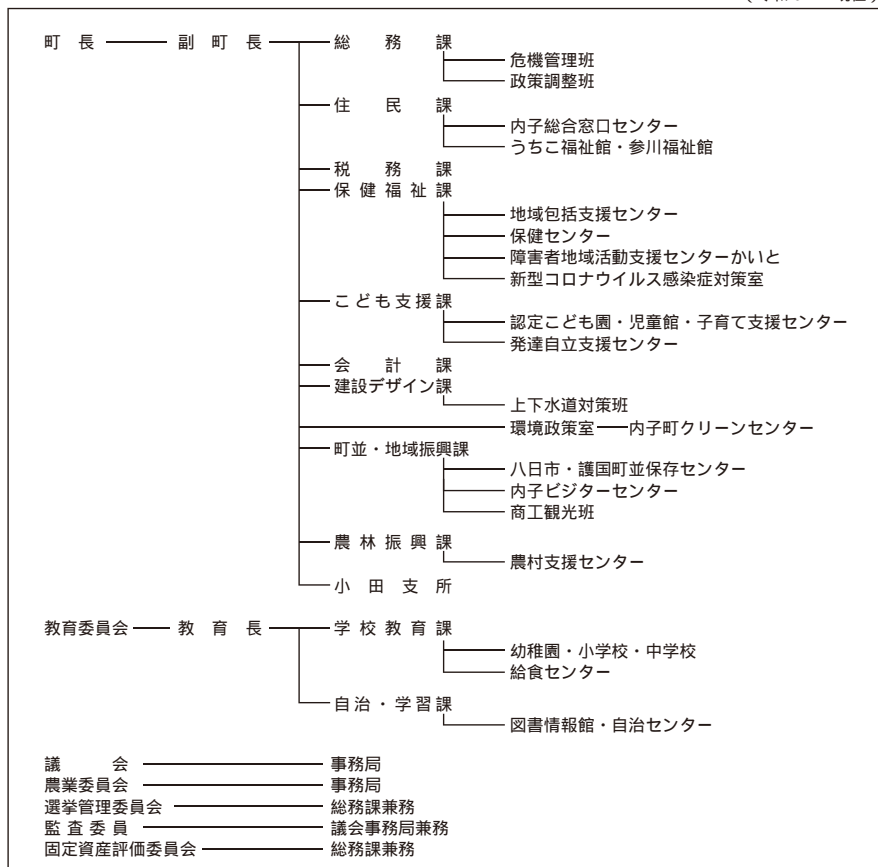 町長 副町長 総務課
危機管理班
政策調整班
住民課
内子総合窓口センター
うちこ福祉館・参川福祉館
税務課
保健福祉課
地域包括支援センター
保健センター
障害者地域活動支援センターかいと
新型コロナウイルス感染症対策室
こども支援課
認定こども園・児童館・子育て支援センター
発達自立支援センター
会計課
建設デザイン課
上下水道対策班
環境政策室 内子町クリーンセンター
町並・地域振興課
八日市・護国町並保存センター
内子ビジターセンター
商工観光班
農林振興課
農村支援センター
小田支所
教育委員会 教育長 学校教育課
幼稚園・小学校・中学校
給食センター
自治・学習課
図書情報館・自治センター
議会 事務局
農業委員会 事務局
選挙管理委員会 総務課兼務
監査委員 議会事務局兼務
固定資産評価委員会 総務課兼務